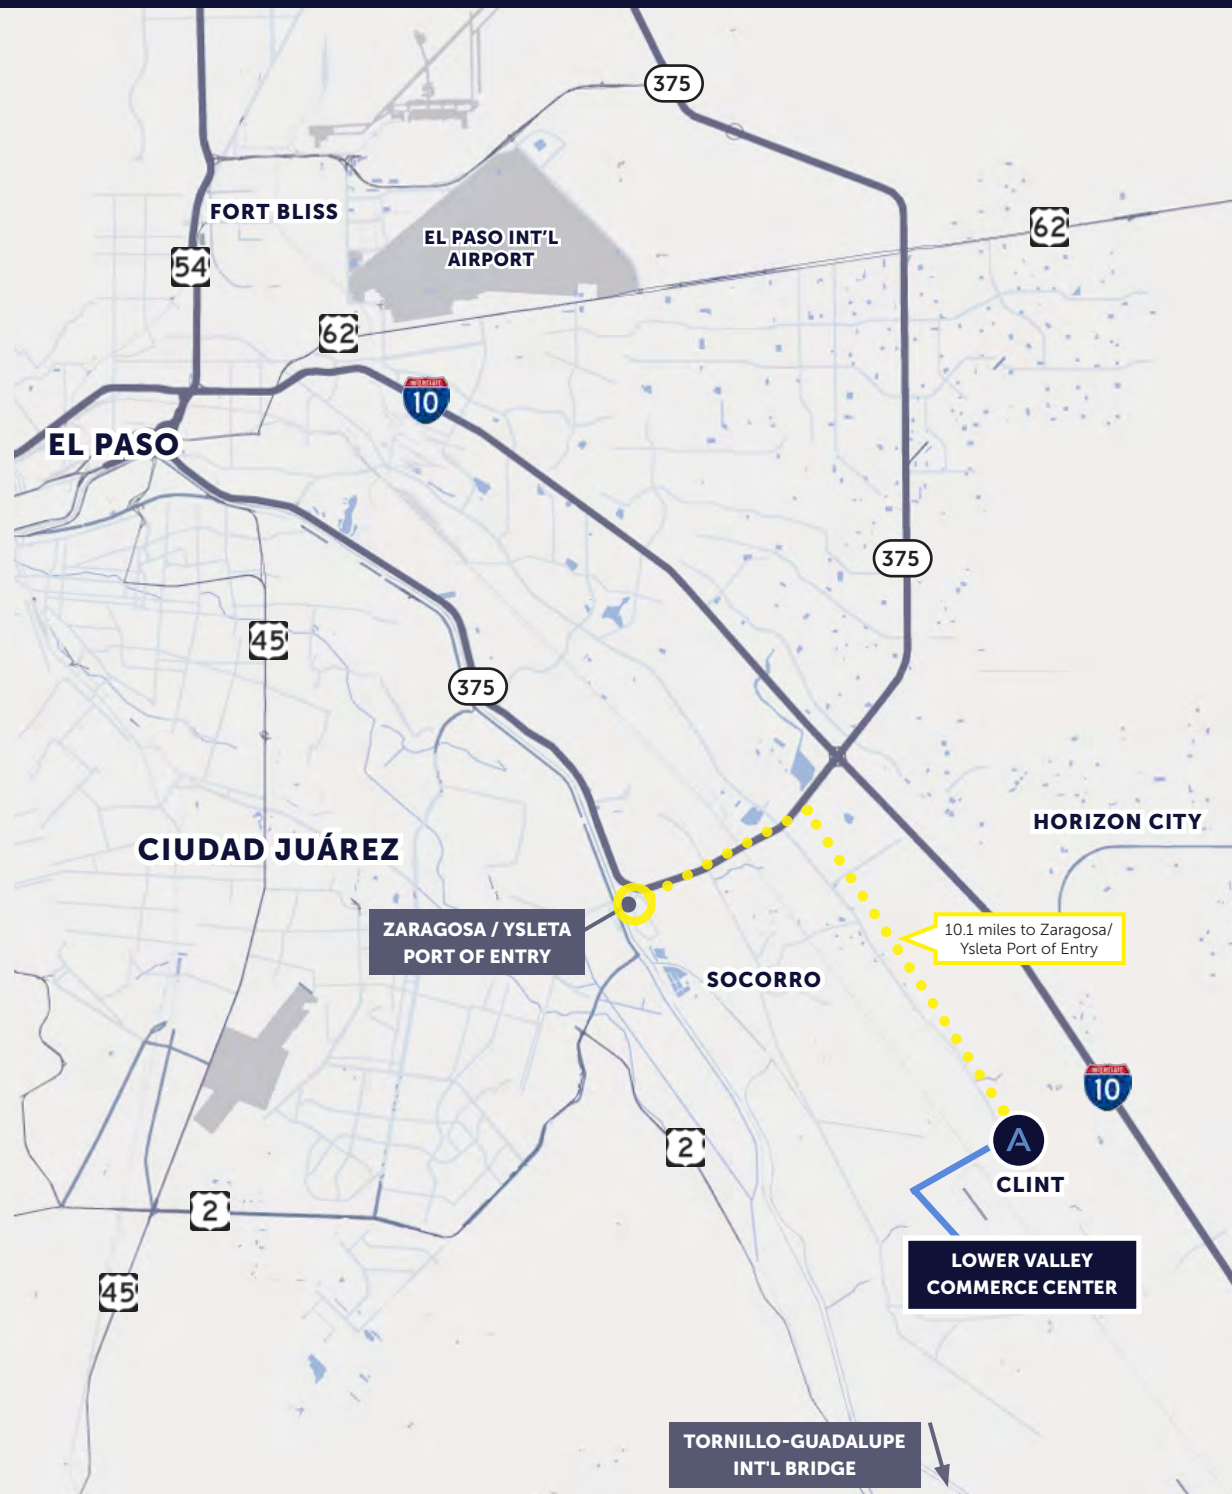 375
FORT BLISS
EL PASO INT'L
AIRPORT
62
54
62
INTERSTATE
10
EL PASO
375
45
375
HORIZON CITY
CIUDAD JUÁREZ
ZARAGOSA / YSLETA
PORT OF ENTRY
10.1 miles to Zaragosa/
Ysleta Port of Entry
SOCORRO
INTERSTATE
10
A
2
CLINT
2
LOWER VALLEY
COMMERCE CENTER
45
TORNILLO-GUADALUPE
INT'L BRIDGE